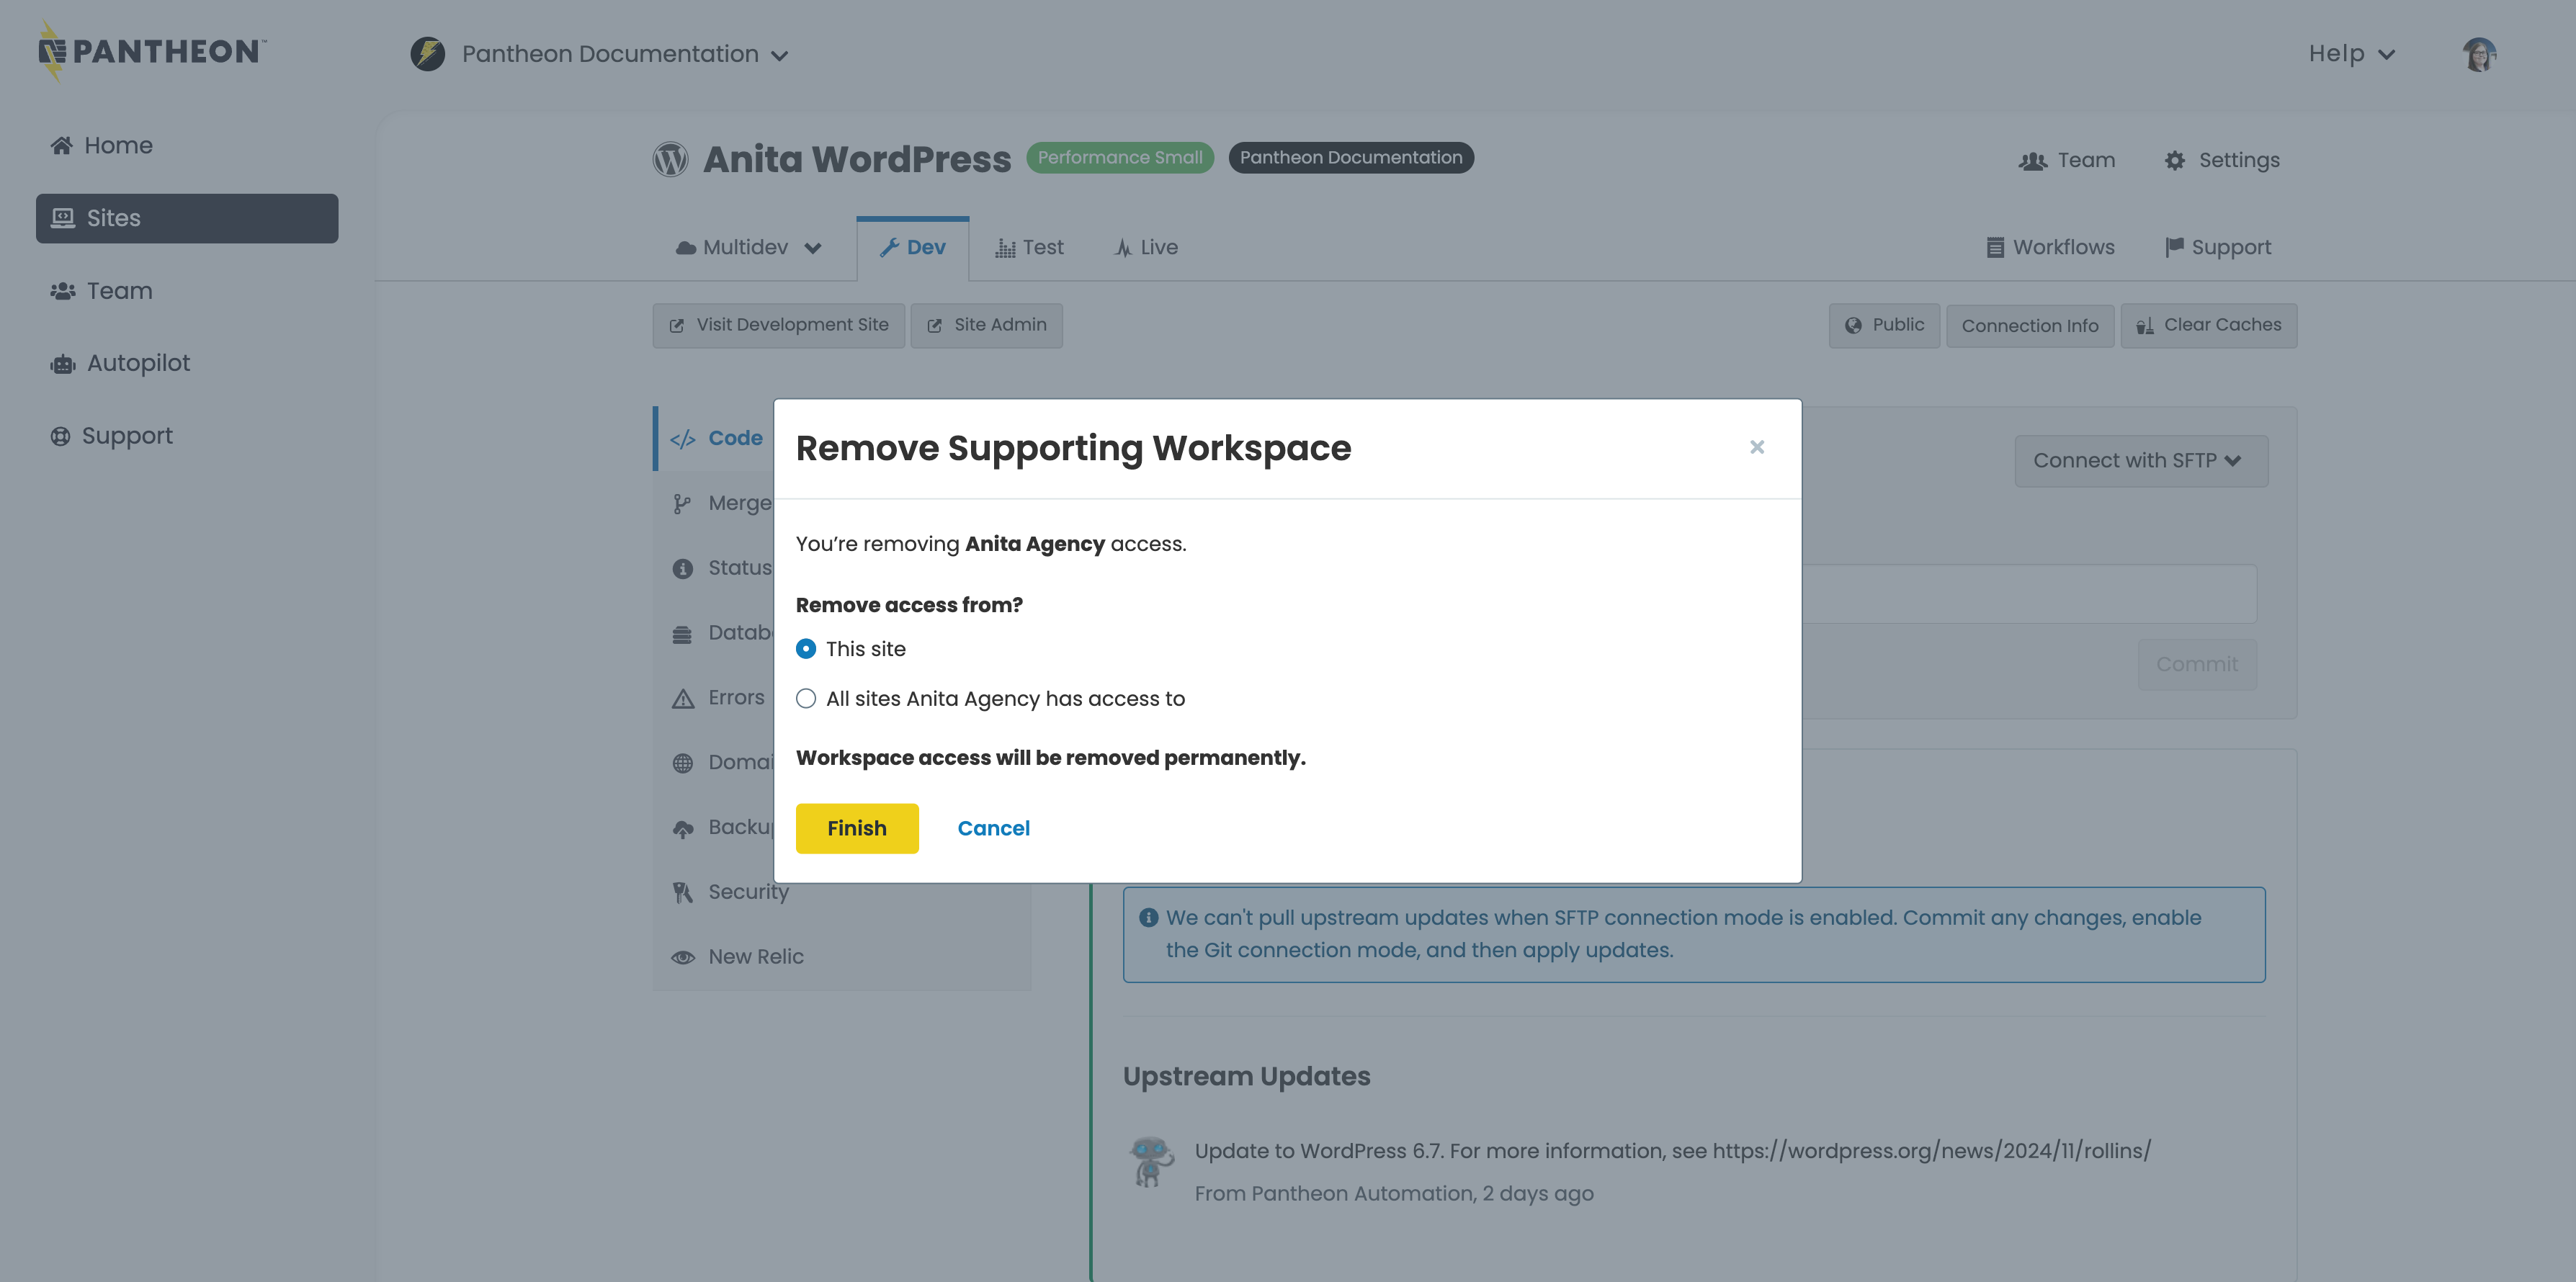 PANTHEON™
Pantheon Documentation
Help
Home
Sites
Team
Autopilot
Support
Anita WordPress
Performance Small
Pantheon Documentation
Team
Settings
Multidev
Dev
Test
Live
Workflows
Support
Visit Development Site
Site Admin
Public
Connection Info
Clear Caches
Code
Merge
Status
Errors
Security
New Relic
Connect with SFTP
Commit
Remove Supporting Workspace
×
You're removing Anita Agency access.
Remove access from?
This site
All sites Anita Agency has access to
Workspace access will be removed permanently.
Finish
Cancel
We can't pull upstream updates when SFTP connection mode is enabled. Commit any changes, enable
the Git connection mode, and then apply updates.
Upstream Updates
Update to WordPress 6.7. For more information, see https://wordpress.org/news/2024/11/rollins/
From Pantheon Automation, 2 days ago